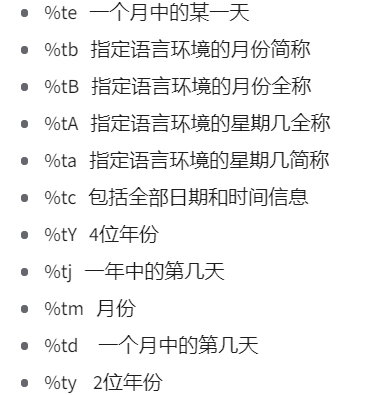 %te 一个月中的某一天
%tb 指定语言环境的月份简称
%tB 指定语言环境的月份全称
%tA 指定语言环境的星期几全称
%ta 指定语言环境的星期几简称
%tc 包括全部日期和时间信息
%tY 4位年份
%tj 一年中的第几天
%tm 月份
%td 一个月中的第几天
%ty 2位年份